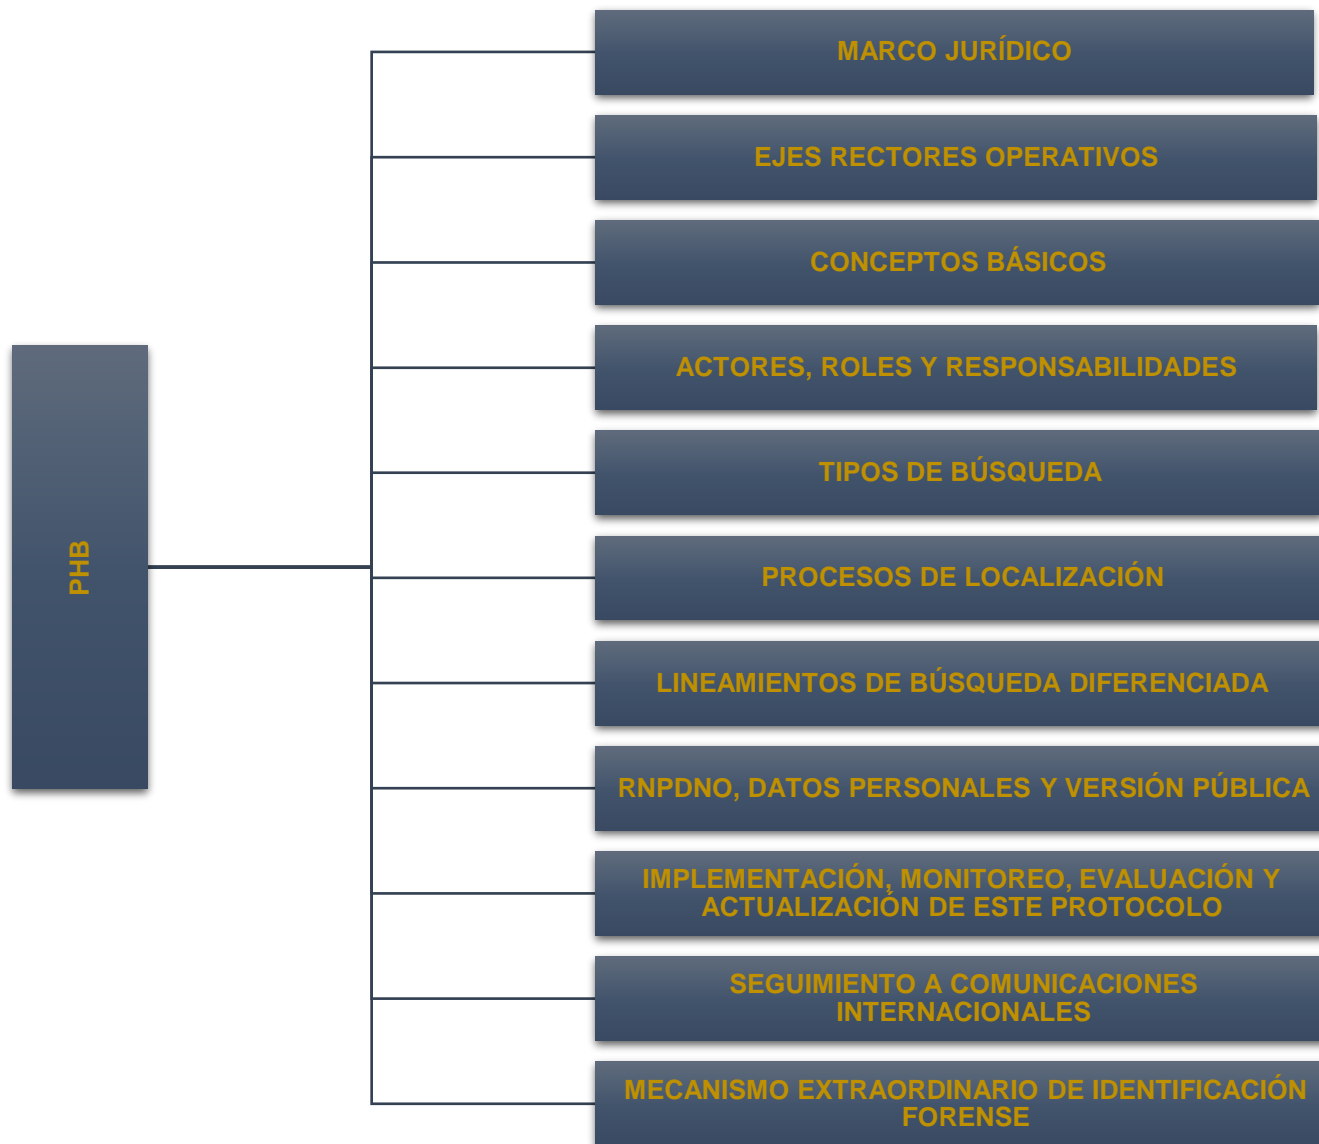 PHB
MARCO JURÍDICO
EJES RECTORES OPERATIVOS
CONCEPTOS BÁSICOS
ACTORES, ROLES Y RESPONSABILIDADES
TIPOS DE BÚSQUEDA
PROCESOS DE LOCALIZACIÓN
LINEAMIENTOS DE BÚSQUEDA DIFERENCIADA
RNPDNO, DATOS PERSONALES Y VERSIÓN PÚBLICA
IMPLEMENTACIÓN, MONITOREO, EVALUACIÓN Y
ACTUALIZACIÓN DE ESTE PROTOCOLO
SEGUIMIENTO A COMUNICACIONES
INTERNACIONALES
MECANISMO EXTRAORDINARIO DE IDENTIFICACIÓN
FORENSE